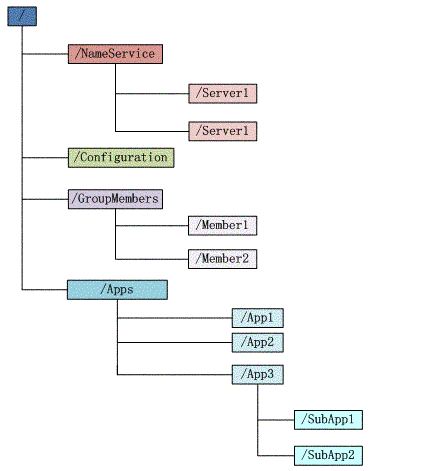 /
/NameService
/Server1
/Server1
/Configuration
/GroupMembers
/Member1
/Member2
/Apps
/App1
/App2
/App3
/SubApp1
/SubApp2